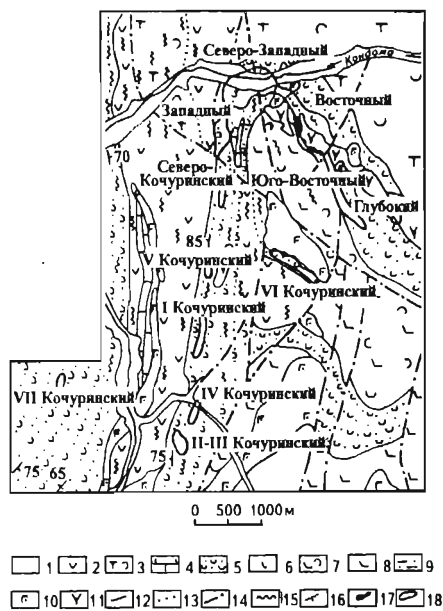 Северо-Западный
Кондома
Западный
Восточный
70
Северо-
Кочуринский
Юго-Восточный
Глубокий
85
V Кочуринский
VI Кочуринский
I Кочуринский
VII Кочуринский
IV Кочуринский
II-III Кочуринский
75 65
75
0 500 1000 м
1 2 3 4 5 6 7 8 9
10 11 12 13 14 15 16 17 18